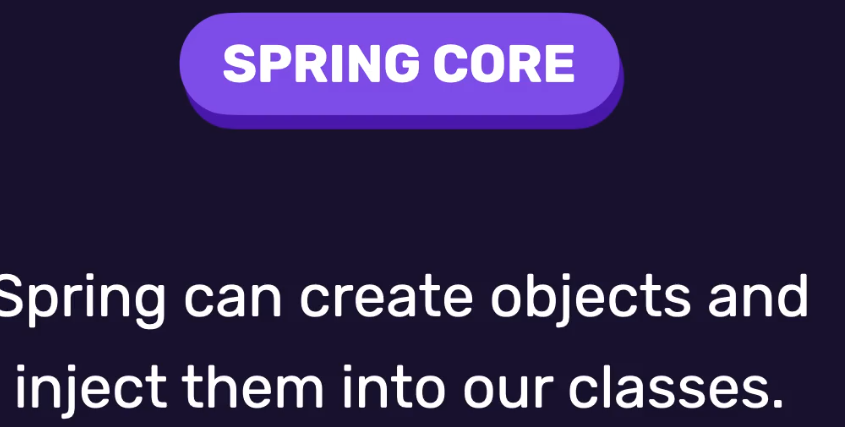 SPRING CORE
Spring can create objects and
inject them into our classes.